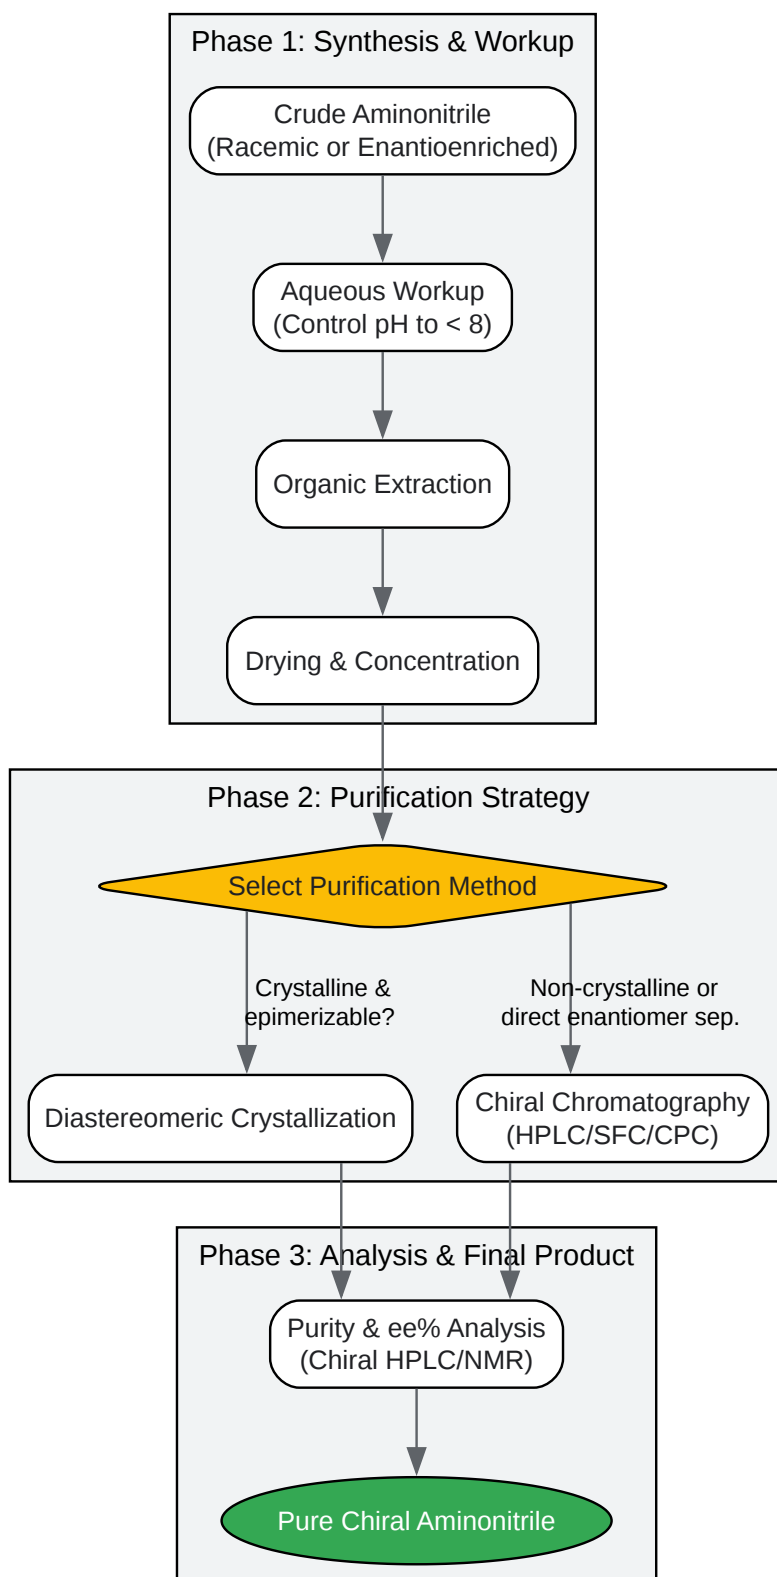 Phase 1: Synthesis & Workup
Crude Aminonitrile
(Racemic or Enantioenriched)
Aqueous Workup
(Control pH to < 8)
Organic Extraction
Drying & Concentration
Phase 2: Purification Strategy
Select Purification Method
Crystalline &
epimerizable?
Non-crystalline or
direct enantiomer sep.
Diastereomeric Crystallization
Chiral Chromatography
(HPLC/SFC/CPC)
Phase 3: Analysis & Final Product
Purity & ee% Analysis
(Chiral HPLC/NMR)
Pure Chiral Aminonitrile